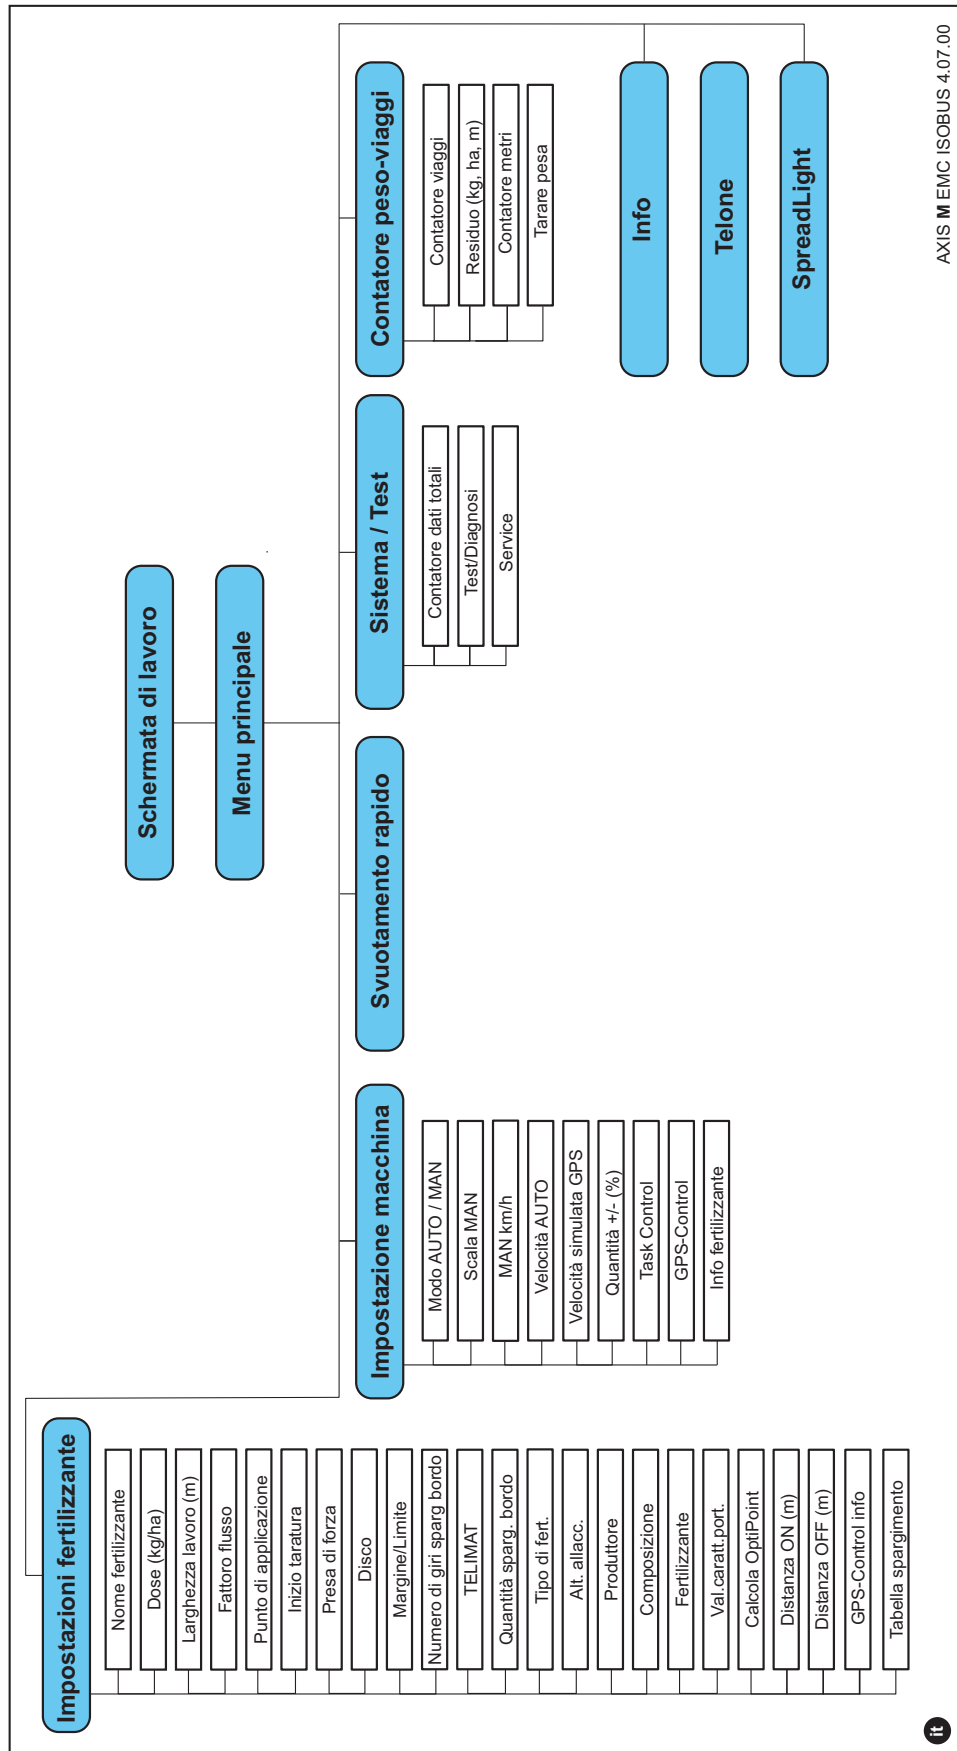 Schermata di lavoro
Menu principale
Impostazioni fertilizzante
Nome fertilizzante
Dose (kg/ha)
Larghezza lavoro (m)
Fattoro flusso
Punto di applicazione
Inizio taratura
Presa di forza
Disco
Margine/Limite
Numero di giri sparg bordo
TELIMAT
Quantità sparg. bordo
Tipo di fert.
Alt. allacc.
Produttore
Composizione
Fertilizzante
Val.caratt.port.
Calcola OptiPoint
Distanza ON (m)
Distanza OFF (m)
GPS-Control info
Tabella spargimento
Impostazione macchina
Modo AUTO / MAN
Scala MAN
MAN km/h
Velocità AUTO
Velocità simulata GPS
Quantità +/- (%)
Task Control
GPS-Control
Info fertilizzante
Svuotamento rapido
Sistema / Test
Contatore dati totali
Test/Diagnosi
Service
Contatore peso-viaggi
Contatore viaggi
Residuo (kg, ha, m)
Contatore metri
Tarare pesa
Info
Telone
SpreadLight
it
AXIS M EMC ISOBUS 4.07.00